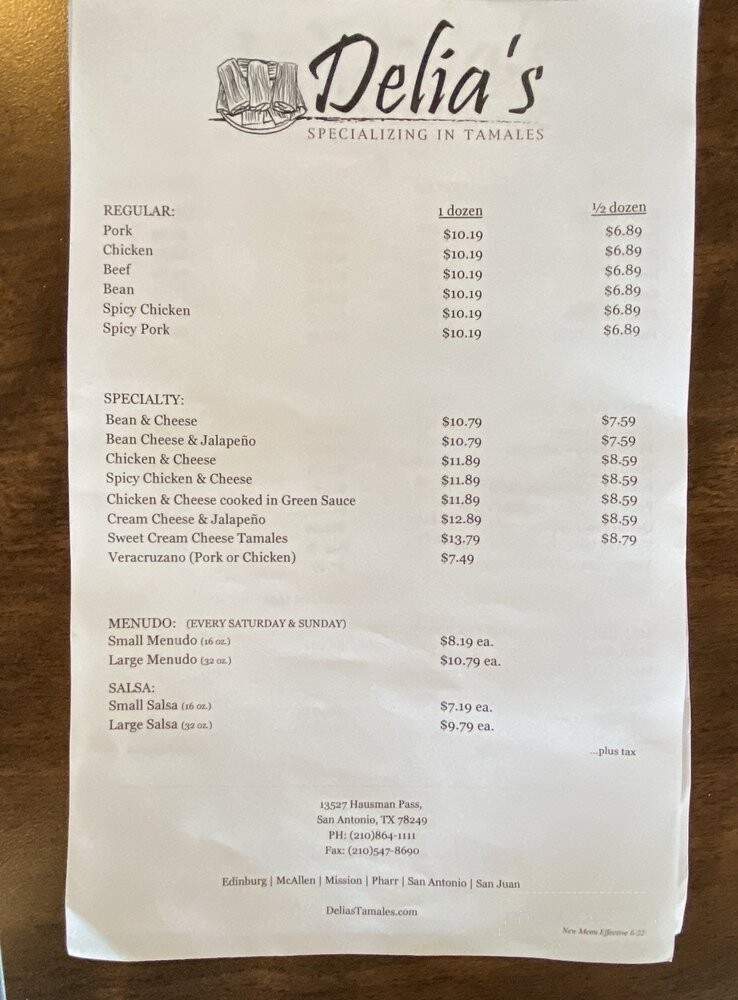 Delia's
SPECIALIZING IN TAMALES
REGULAR: 1 dozen ½ dozen
Pork $10.19 $6.89
Chicken $10.19 $6.89
Beef $10.19 $6.89
Bean $10.19 $6.89
Spicy Chicken $10.19 $6.89
Spicy Pork $10.19 $6.89
SPECIALTY:
Bean & Cheese $10.79 $7.59
Bean Cheese & Jalapeño $10.79 $7.59
Chicken & Cheese $11.89 $8.59
Spicy Chicken & Cheese $11.89 $8.59
Chicken & Cheese cooked in Green Sauce $11.89 $8.59
Cream Cheese & Jalapeño $12.89 $8.59
Sweet Cream Cheese Tamales $13.79 $8.79
Veracruzano (Pork or Chicken) $7.49
MENUDO: (EVERY SATURDAY & SUNDAY)
Small Menudo (16 oz.) $8.19 ea.
Large Menudo (32 oz.) $10.79 ea.
SALSA:
Small Salsa (16 oz.) $7.19 ea.
Large Salsa (32 oz.) $9.79 ea.
...plus tax
13527 Hausman Pass,
San Antonio, TX 78249
PH: (210)864-1111
Fax: (210)547-8690
Edinburg | McAllen | Mission | Pharr | San Antonio | San Juan
DeliasTamales.com
New Menu Effective 6-22